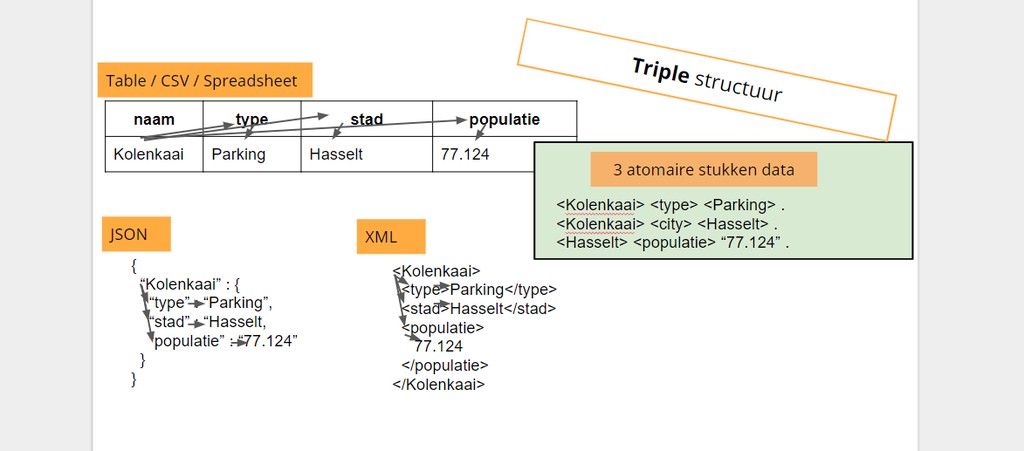 Triple structuur
Table / CSV / Spreadsheet
naam type stad populatie
Kolenkaai Parking Hasselt 77.124
3 atomaire stukken data
<Kolenkaai> <type> <Parking> .
<Kolenkaai> <city> <Hasselt> .
<Hasselt> <populatie> “77.124” .
JSON
{
“Kolenkaai” : {
“type” : “Parking”,
“stad” : “Hasselt,
“populatie” : “77.124”
}
}
XML
<Kolenkaai>
<type>Parking</type>
<stad>Hasselt</stad>
<populatie>
77.124
</populatie>
</Kolenkaai>